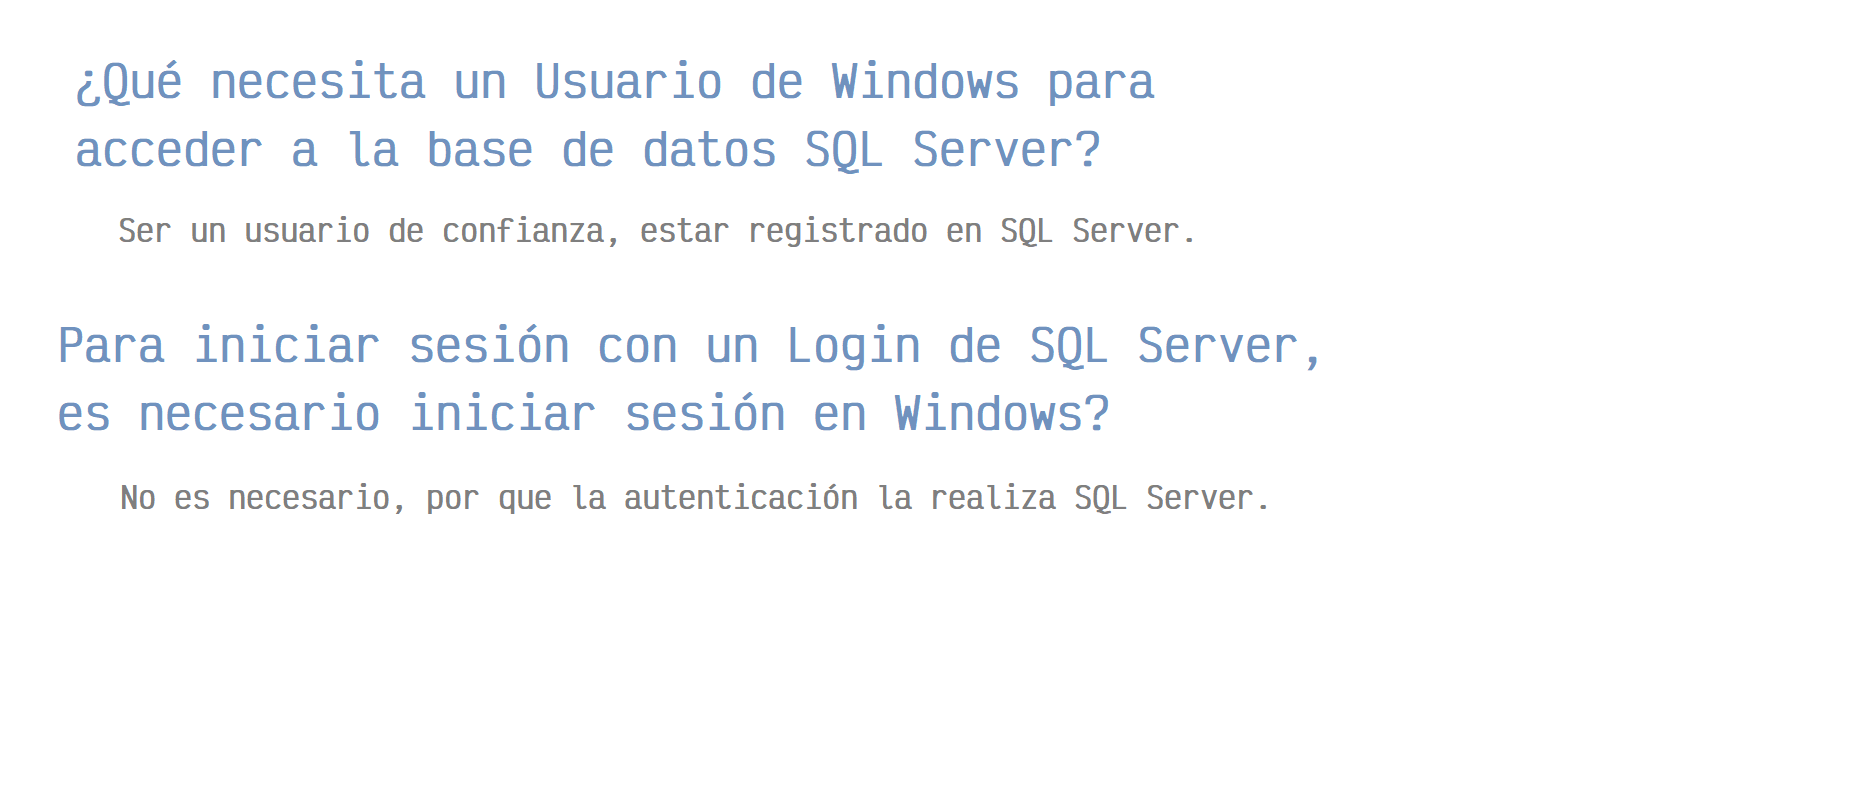 ¿Qué necesita un Usuario de Windows para
acceder a la base de datos SQL Server?
Ser un usuario de confianza, estar registrado en SQL Server.
Para iniciar sesión con un Login de SQL Server,
es necesario iniciar sesión en Windows?
No es necesario, por que la autenticación la realiza SQL Server.